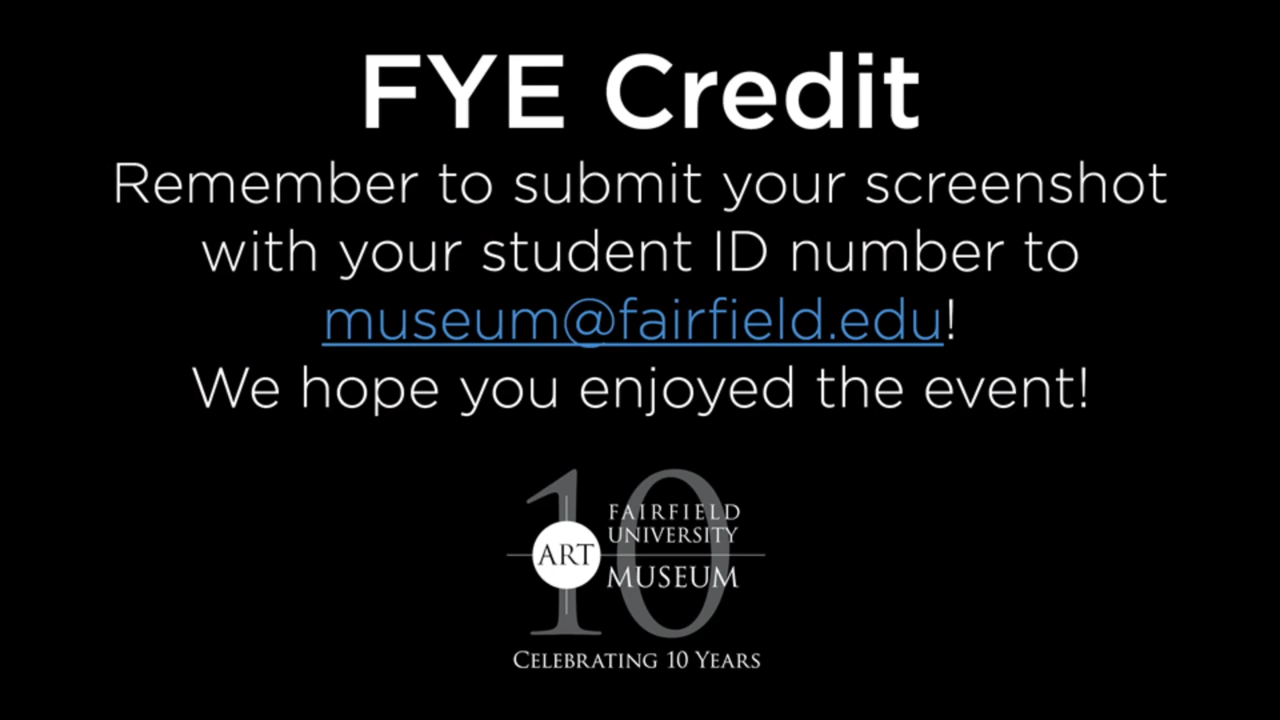 FYE Credit
Remember to submit your screenshot
with your student ID number to
museum@fairfield.edu!
We hope you enjoyed the event!
10
FAIRFIELD
UNIVERSITY
ART
MUSEUM
CELEBRATING 10 YEARS